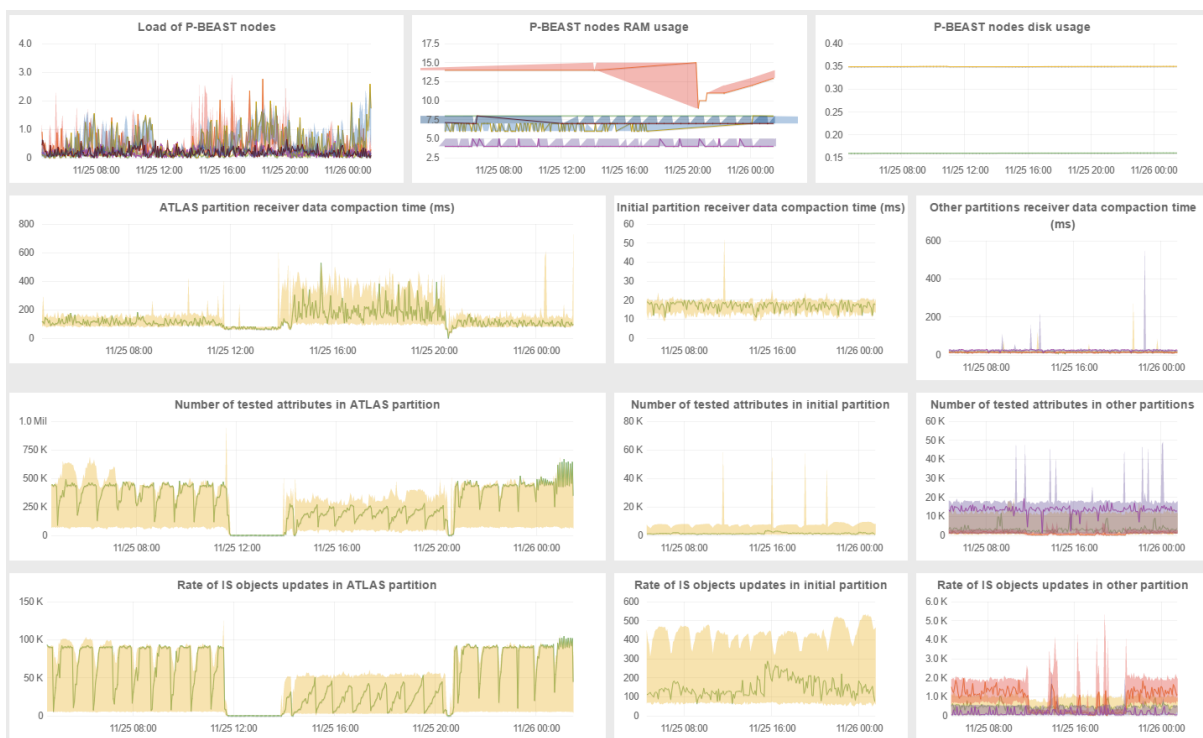 Load of P-BEAST nodes
4.0
3.0
2.0
1.0
0
11/25 08:00 11/25 12:00 11/25 16:00 11/25 20:00 11/26 00:00
P-BEAST nodes RAM usage
17.5
15.0
12.5
10.0
7.5
5.0
2.5
11/25 08:00 11/25 12:00 11/25 16:00 11/25 20:00 11/26 00:00
P-BEAST nodes disk usage
0.40
0.35
0.30
0.25
0.20
0.15
11/25 08:00 11/25 12:00 11/25 16:00 11/25 20:00 11/26 00:00
ATLAS partition receiver data compaction time (ms)
800
600
400
200
0
11/25 08:00 11/25 12:00 11/25 16:00 11/25 20:00 11/26 00:00
Initial partition receiver data compaction time (ms)
60
50
40
30
20
10
0
11/25 08:00 11/25 16:00 11/26 00:00
Other partitions receiver data compaction time
(ms)
600
400
200
0
11/25 08:00 11/25 16:00 11/26 00:00
Number of tested attributes in ATLAS partition
1.0 Mil
750 K
500 K
250 K
0
11/25 08:00 11/25 12:00 11/25 16:00 11/25 20:00 11/26 00:00
Number of tested attributes in initial partition
80 K
60 K
40 K
20 K
0
11/25 08:00 11/25 16:00 11/26 00:00
Number of tested attributes in other partitions
60 K
50 K
40 K
30 K
20 K
10 K
0
11/25 08:00 11/25 16:00 11/26 00:00
Rate of IS objects updates in ATLAS partition
150 K
100 K
50 K
0
11/25 08:00 11/25 12:00 11/25 16:00 11/25 20:00 11/26 00:00
Rate of IS objects updates in initial partition
600
500
400
300
200
100
0
11/25 08:00 11/25 16:00 11/26 00:00
Rate of IS objects updates in other partition
6.0 K
5.0 K
4.0 K
3.0 K
2.0 K
1.0 K
0
11/25 08:00 11/25 16:00 11/26 00:00